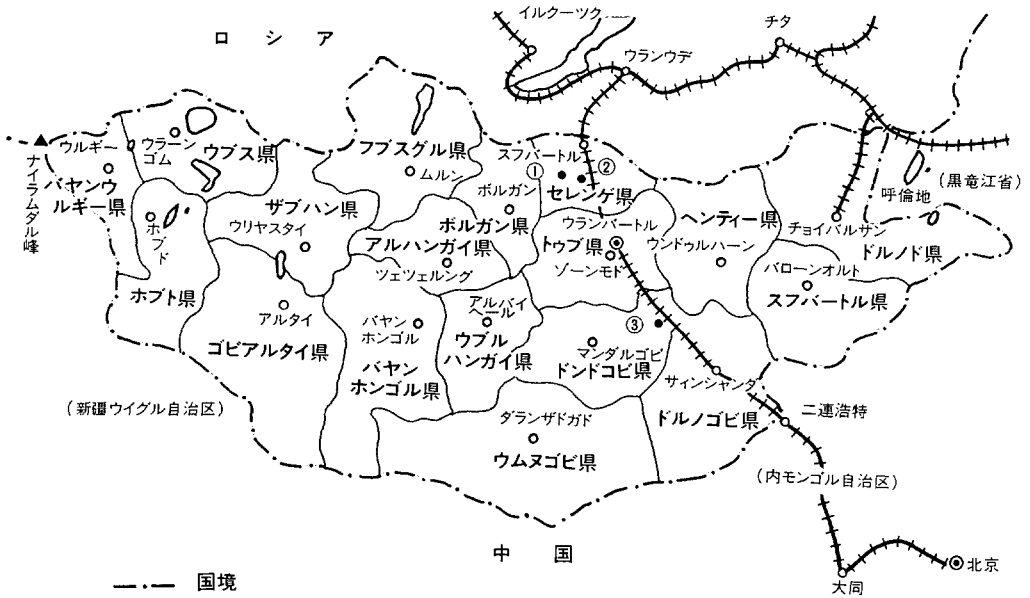 イルクーツク
チタ
ロシア
ウランウデ
ナイラムダル峰
ウルギー
バヤンウ
ルギー県
ウラーン
ゴム
ウブス県
フブスグル県
ムルン
スフバートル
①
②
セレンゲ県
呼倫池
(黒竜江省)
ホブド
ホブト県
ザブハン県
ウリヤスタイ
ボルガン
ボルガン県
アルハンガイ県
ツェツェルング
ウランバートル
トゥブ県
ゾーンモド
ヘンティー県
ウンドゥルハーン
チョイバルサン
ドルノド県
バローンオルト
スフバートル県
アルタイ
ゴビアルタイ県
バヤン
ホンゴル
バヤン
ホンゴル県
アルバイ
ヘール
ウブル
ハンガイ県
③
マンダルゴビ
ドンドコビ県
サィンシャンダ
ドルノゴビ県
二連浩特
(新疆ウイグル自治区)
ダランザドガド
ウムヌゴビ県
(内モンゴル自治区)
中国
国境
北京
大同